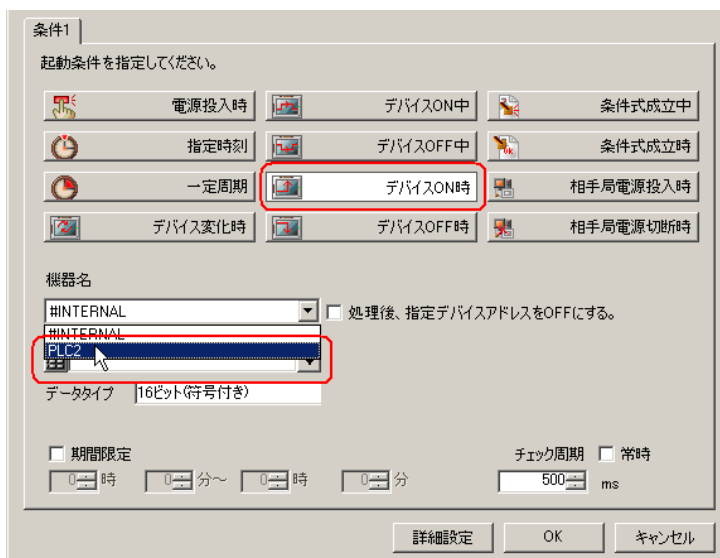 条件1
起動条件を指定してください。
電源投入時 デバイスON中 条件式成立中
指定時刻 デバイスOFF中 条件式成立時
一定周期 デバイスON時 相手局電源投入時
デバイス変化時 デバイスOFF時 相手局電源切断時
機器名
#INTERNAL 処理後、指定デバイスアドレスをOFFにする。
#INTERNAL
PLC2
データタイプ 16ビット(符号付き)
期間限定 チェック周期 常時
0 時 0 分～ 0 時 0 分 500 ms
詳細設定 OK キャンセル